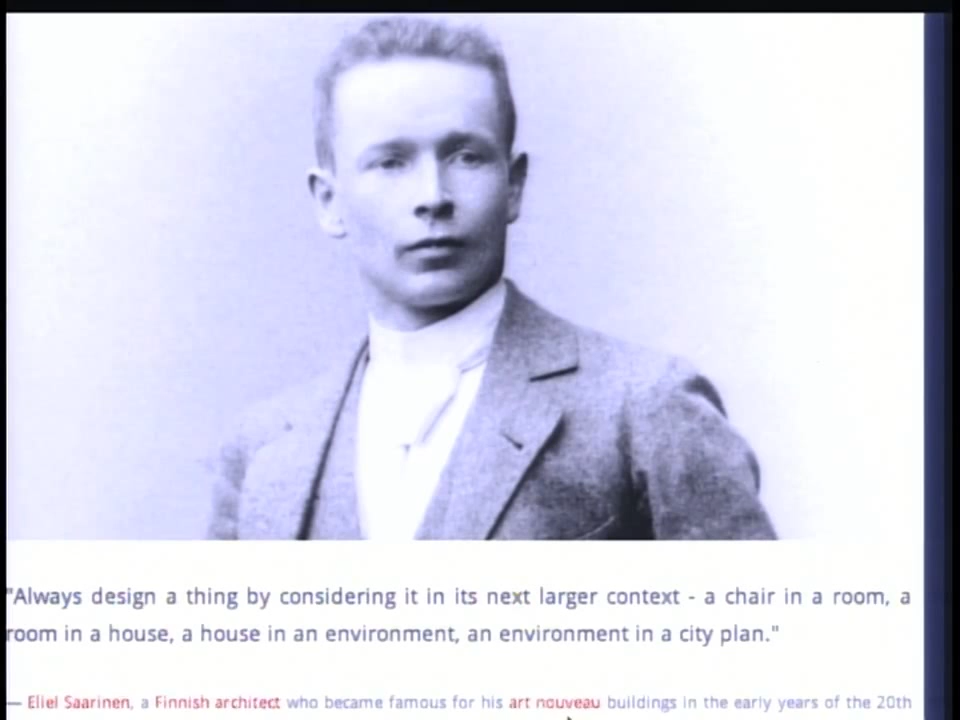 "Always design a thing by considering it in its next larger context - a chair in a room, a
room in a house, a house in an environment, an environment in a city plan."
— Eliel Saarinen, a Finnish architect who became famous for his art nouveau buildings in the early years of the 20th